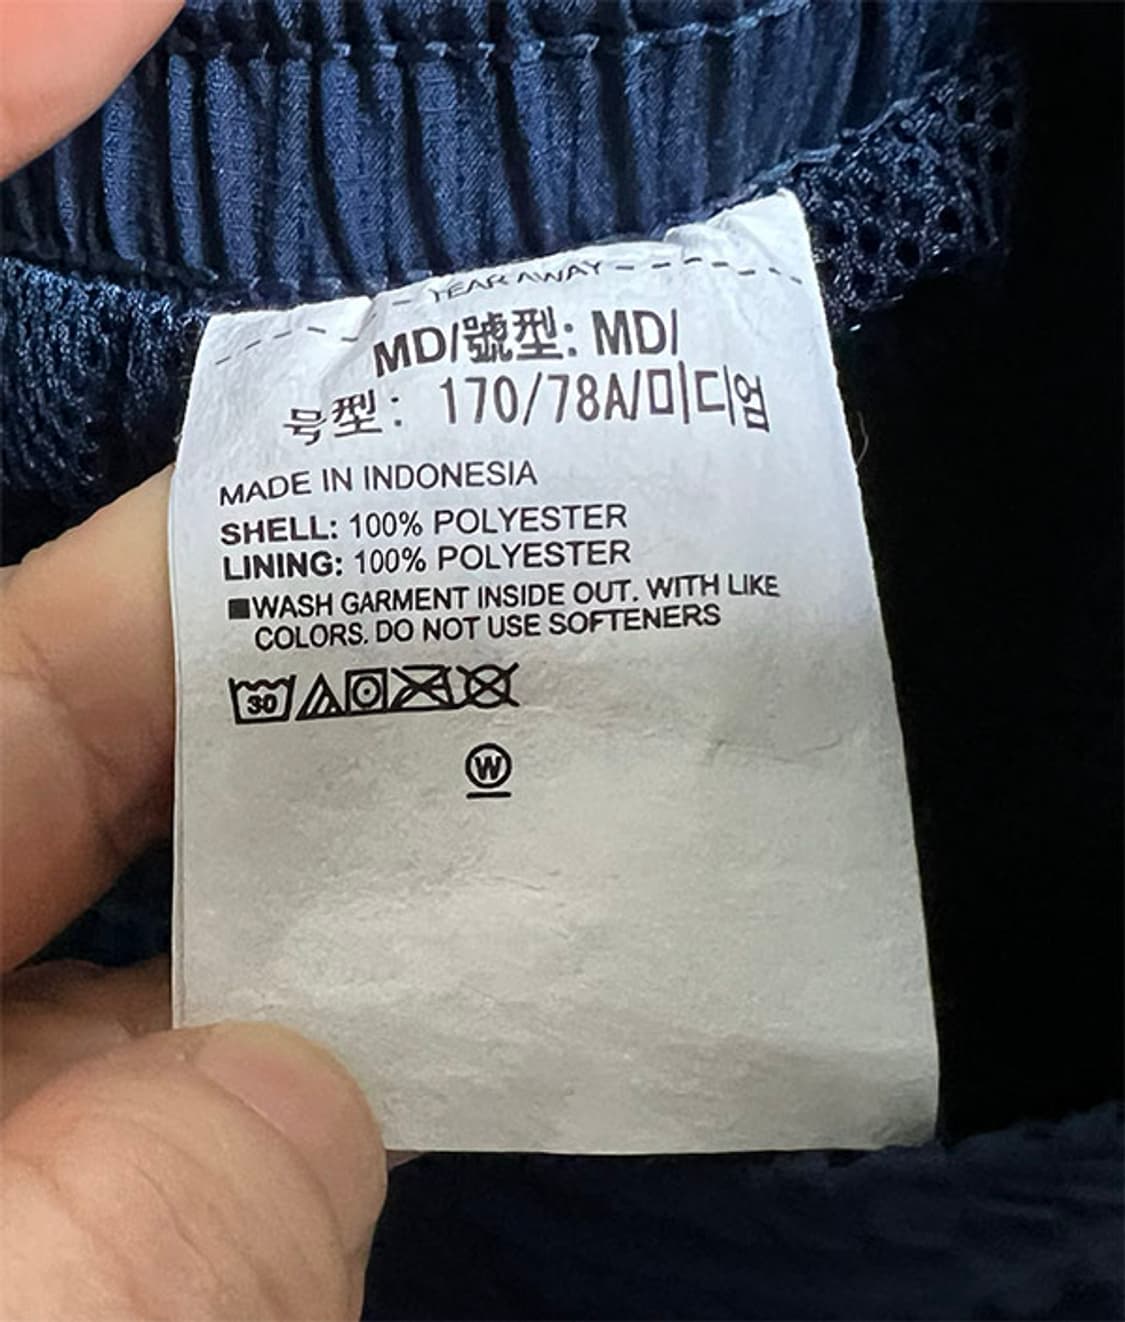 TEAR AWAY
MD/號型: MD/
号型: 170/78A/미디엄
MADE IN INDONESIA
SHELL: 100% POLYESTER
LINING: 100% POLYESTER
■WASH GARMENT INSIDE OUT. WITH LIKE
COLORS. DO NOT USE SOFTENERS
30
W